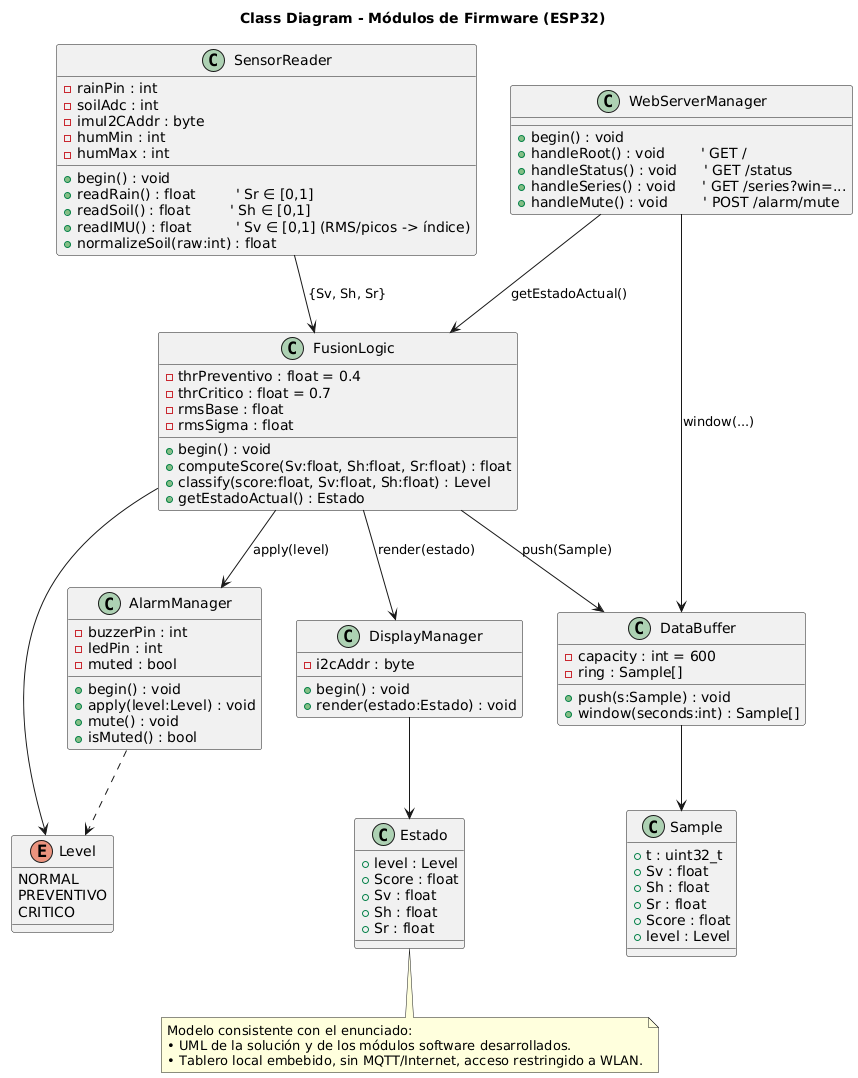 Class Diagram - Módulos de Firmware (ESP32)
C SensorReader
rainPin : int
soilAdc : int
imuI2CAddr : byte
humMin : int
humMax : int
begin() : void
readRain() : float ' Sr ∈ [0,1]
readSoil() : float ' Sh ∈ [0,1]
readIMU() : float ' Sv ∈ [0,1] (RMS/picos -> índice)
normalizeSoil(raw:int) : float
C WebServerManager
begin() : void
handleRoot() : void ' GET /
handleStatus() : void ' GET /status
handleSeries() : void ' GET /series?win=...
handleMute() : void ' POST /alarm/mute
{Sv, Sh, Sr}
getEstadoActual()
C FusionLogic
thrPreventivo : float = 0.4
thrCritico : float = 0.7
rmsBase : float
rmsSigma : float
begin() : void
computeScore(Sv:float, Sh:float, Sr:float) : float
classify(score:float, Sv:float, Sh:float) : Level
getEstadoActual() : Estado
window(...)
apply(level)
render(estado)
push(Sample)
C AlarmManager
buzzerPin : int
ledPin : int
muted : bool
begin() : void
apply(level:Level) : void
mute() : void
isMuted() : bool
C DisplayManager
i2cAddr : byte
begin() : void
render(estado:Estado) : void
C DataBuffer
capacity : int = 600
ring : Sample[]
push(s:Sample) : void
window(seconds:int) : Sample[]
E Level
NORMAL
PREVENTIVO
CRITICO
C Estado
level : Level
Score : float
Sv : float
Sh : float
Sr : float
C Sample
t : uint32_t
Sv : float
Sh : float
Sr : float
Score : float
level : Level
Modelo consistente con el enunciado:
• UML de la solución y de los módulos software desarrollados.
• Tablero local embebido, sin MQTT/Internet, acceso restringido a WLAN.